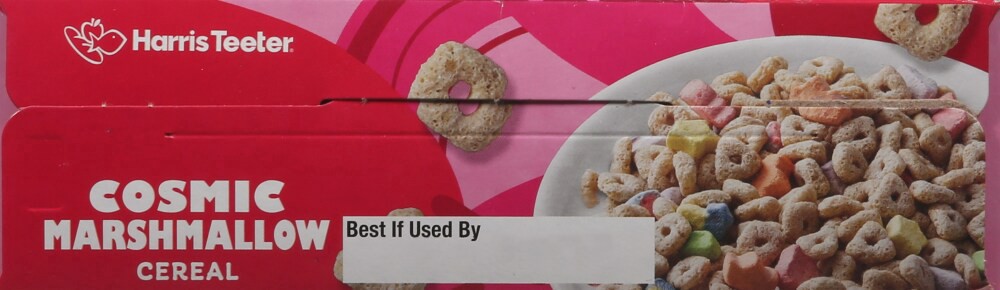 Harris Teeter
COSMIC
MARSHMALLOW
CEREAL
Best If Used By